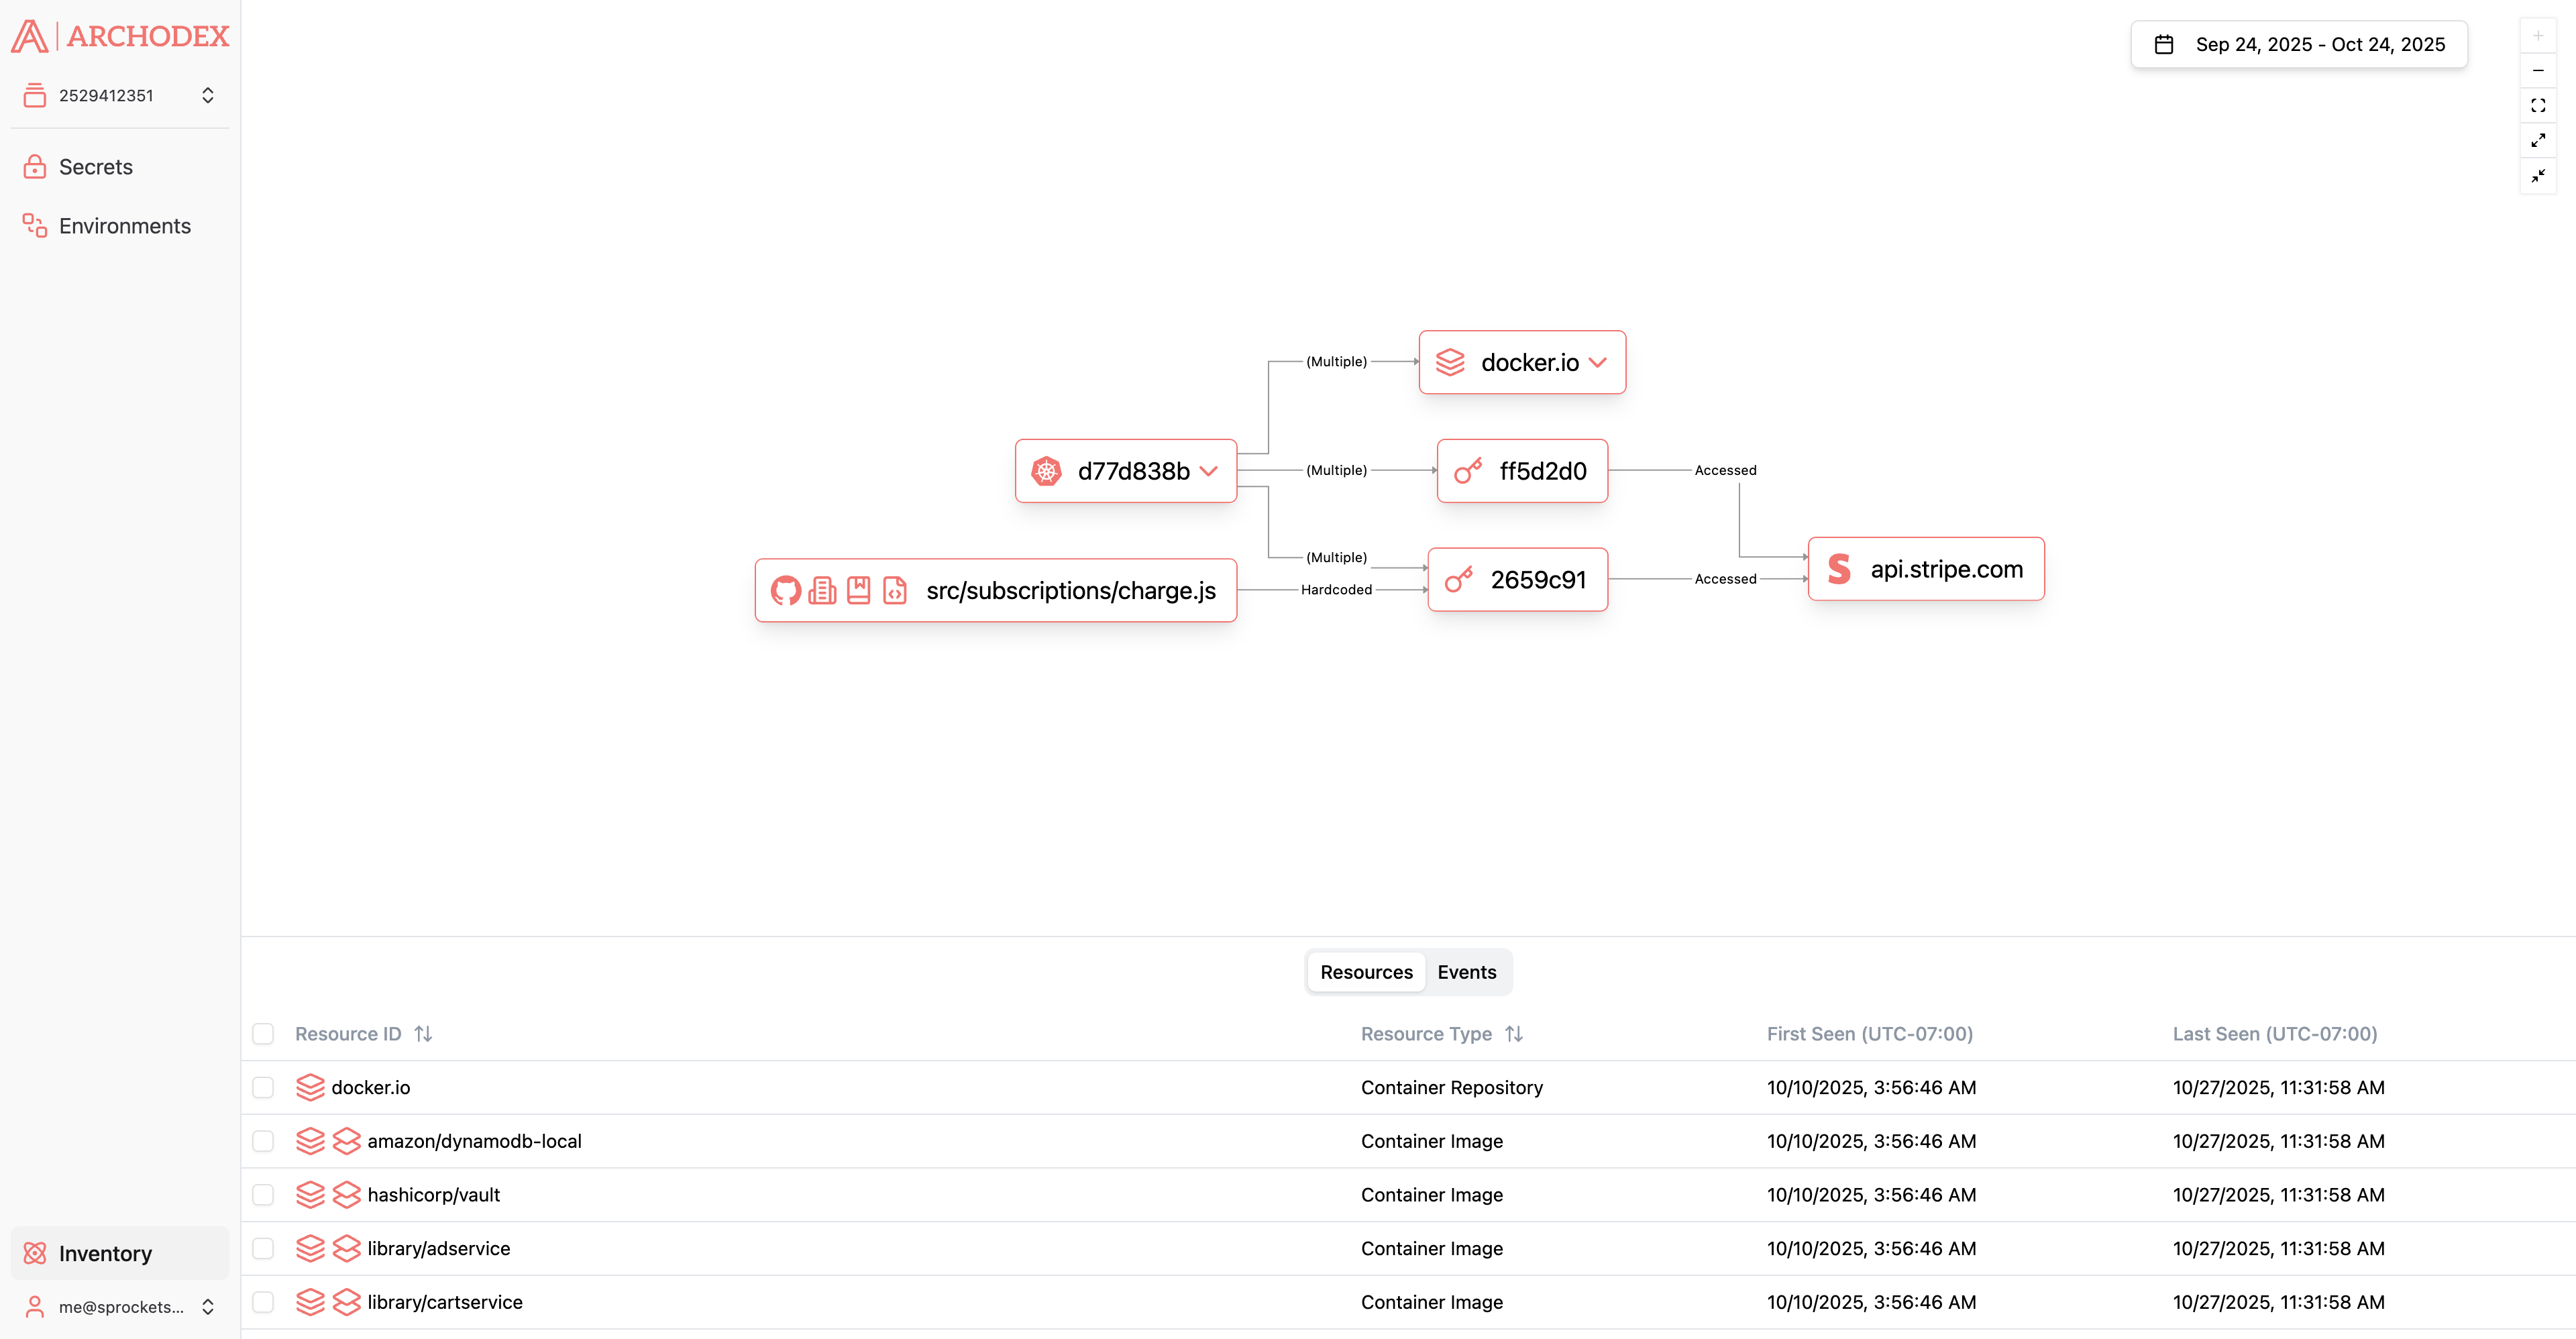 ARCHODEX
2529412351
Secrets
Environments
Inventory
me@sprockets...
Sep 24, 2025 - Oct 24, 2025
(Multiple)
docker.io
d77d838b
(Multiple)
ff5d2d0
Accessed
(Multiple)
src/subscriptions/charge.js
Hardcoded
2659c91
Accessed
api.stripe.com
Resources Events
Resource ID Resource Type First Seen (UTC-07:00) Last Seen (UTC-07:00)
docker.io Container Repository 10/10/2025, 3:56:46 AM 10/27/2025, 11:31:58 AM
amazon/dynamodb-local Container Image 10/10/2025, 3:56:46 AM 10/27/2025, 11:31:58 AM
hashicorp/vault Container Image 10/10/2025, 3:56:46 AM 10/27/2025, 11:31:58 AM
library/adservice Container Image 10/10/2025, 3:56:46 AM 10/27/2025, 11:31:58 AM
library/cartservice Container Image 10/10/2025, 3:56:46 AM 10/27/2025, 11:31:58 AM